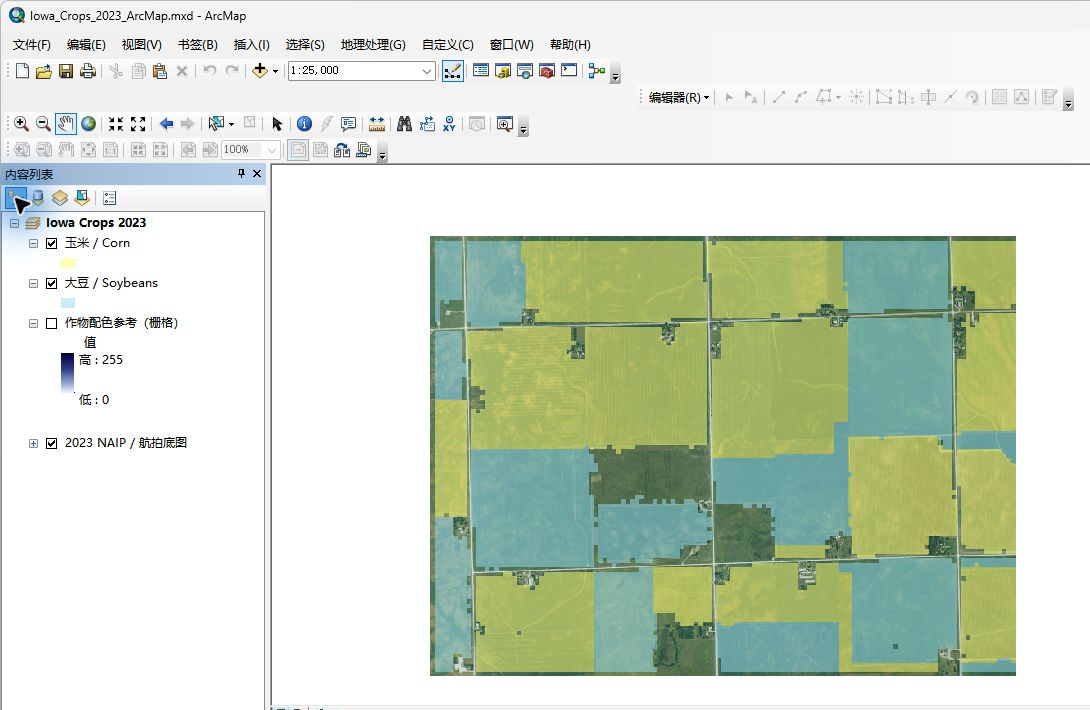 Iowa_Crops_2023_ArcMap.mxd - ArcMap
文件(F) 编辑(E) 视图(V) 书签(B) 插入(I) 选择(S) 地理处理(G) 自定义(C) 窗口(W) 帮助(H)
1:25,000
编辑器(R)
XY
1:1
100%
内容列表
Iowa Crops 2023
玉米 / Corn
大豆 / Soybeans
作物配色参考（栅格）
值
高 : 255
低 : 0
2023 NAIP / 航拍底图